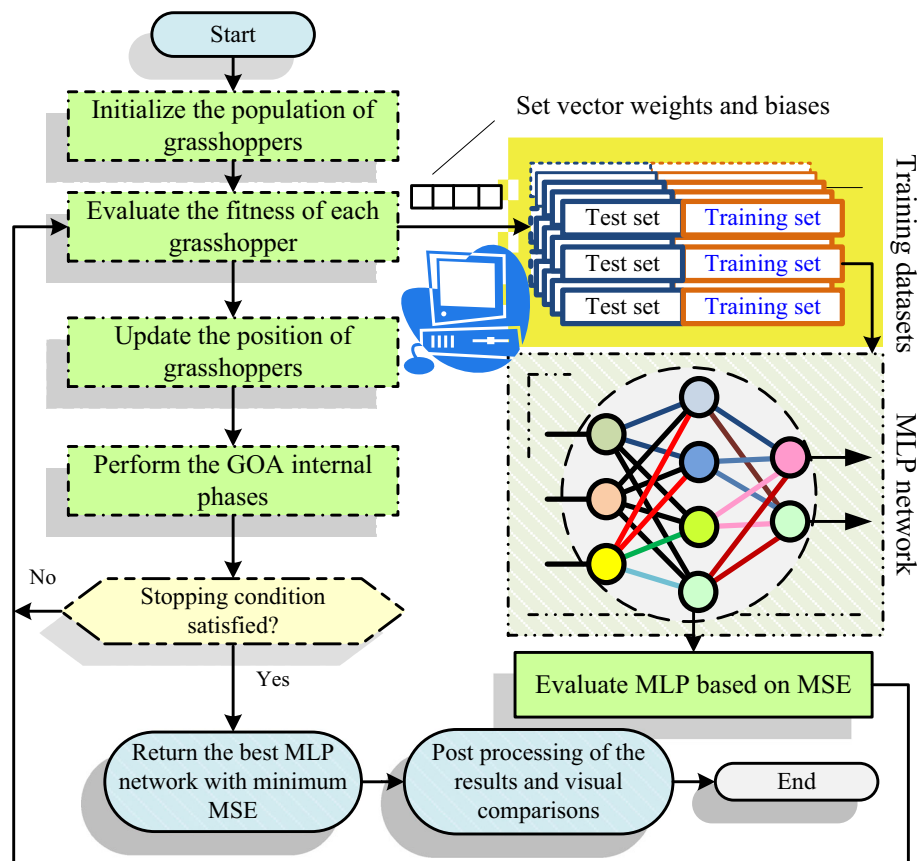 Start
Initialize the population of
grasshoppers
Set vector weights and biases
Evaluate the fitness of each
grasshopper
Test set
Training set
Test set
Training set
Test set
Training set
Training datasets
Update the position of
grasshoppers
MLP network
Perform the GOA internal
phases
No
Stopping condition
satisfied?
Yes
Evaluate MLP based on MSE
Return the best MLP
network with minimum
MSE
Post processing of the
results and visual
comparisons
End